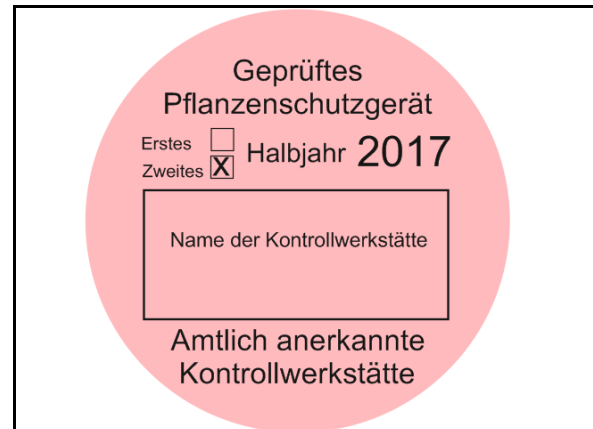 Geprüftes
Pflanzenschutzgerät
Erstes
Zweites X Halbjahr 2017
Name der Kontrollwerkstätte
Amtlich anerkannte
Kontrollwerkstätte